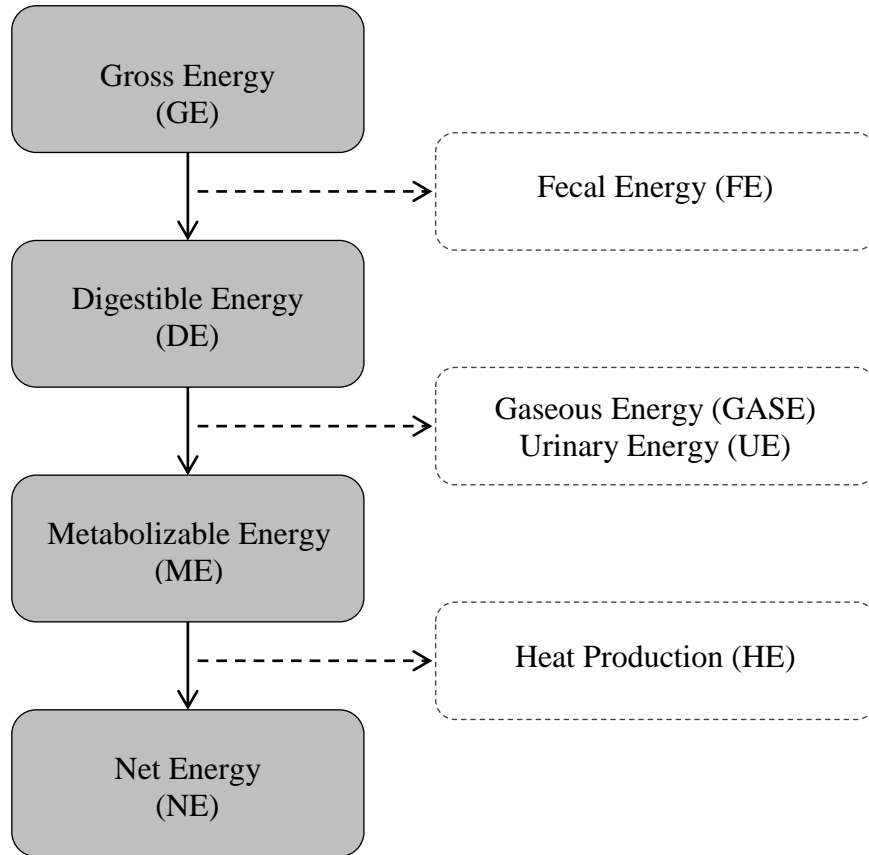 Gross Energy
(GE)
Fecal Energy (FE)
Digestible Energy
(DE)
Gaseous Energy (GASE)
Urinary Energy (UE)
Metabolizable Energy
(ME)
Heat Production (HE)
Net Energy
(NE)